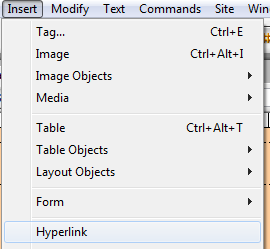 Insert Modify Text Commands Site Win
Tag... Ctrl+E
Image Ctrl+Alt+I
Image Objects
Media
Table Ctrl+Alt+T
Table Objects
Layout Objects
Form
Hyperlink